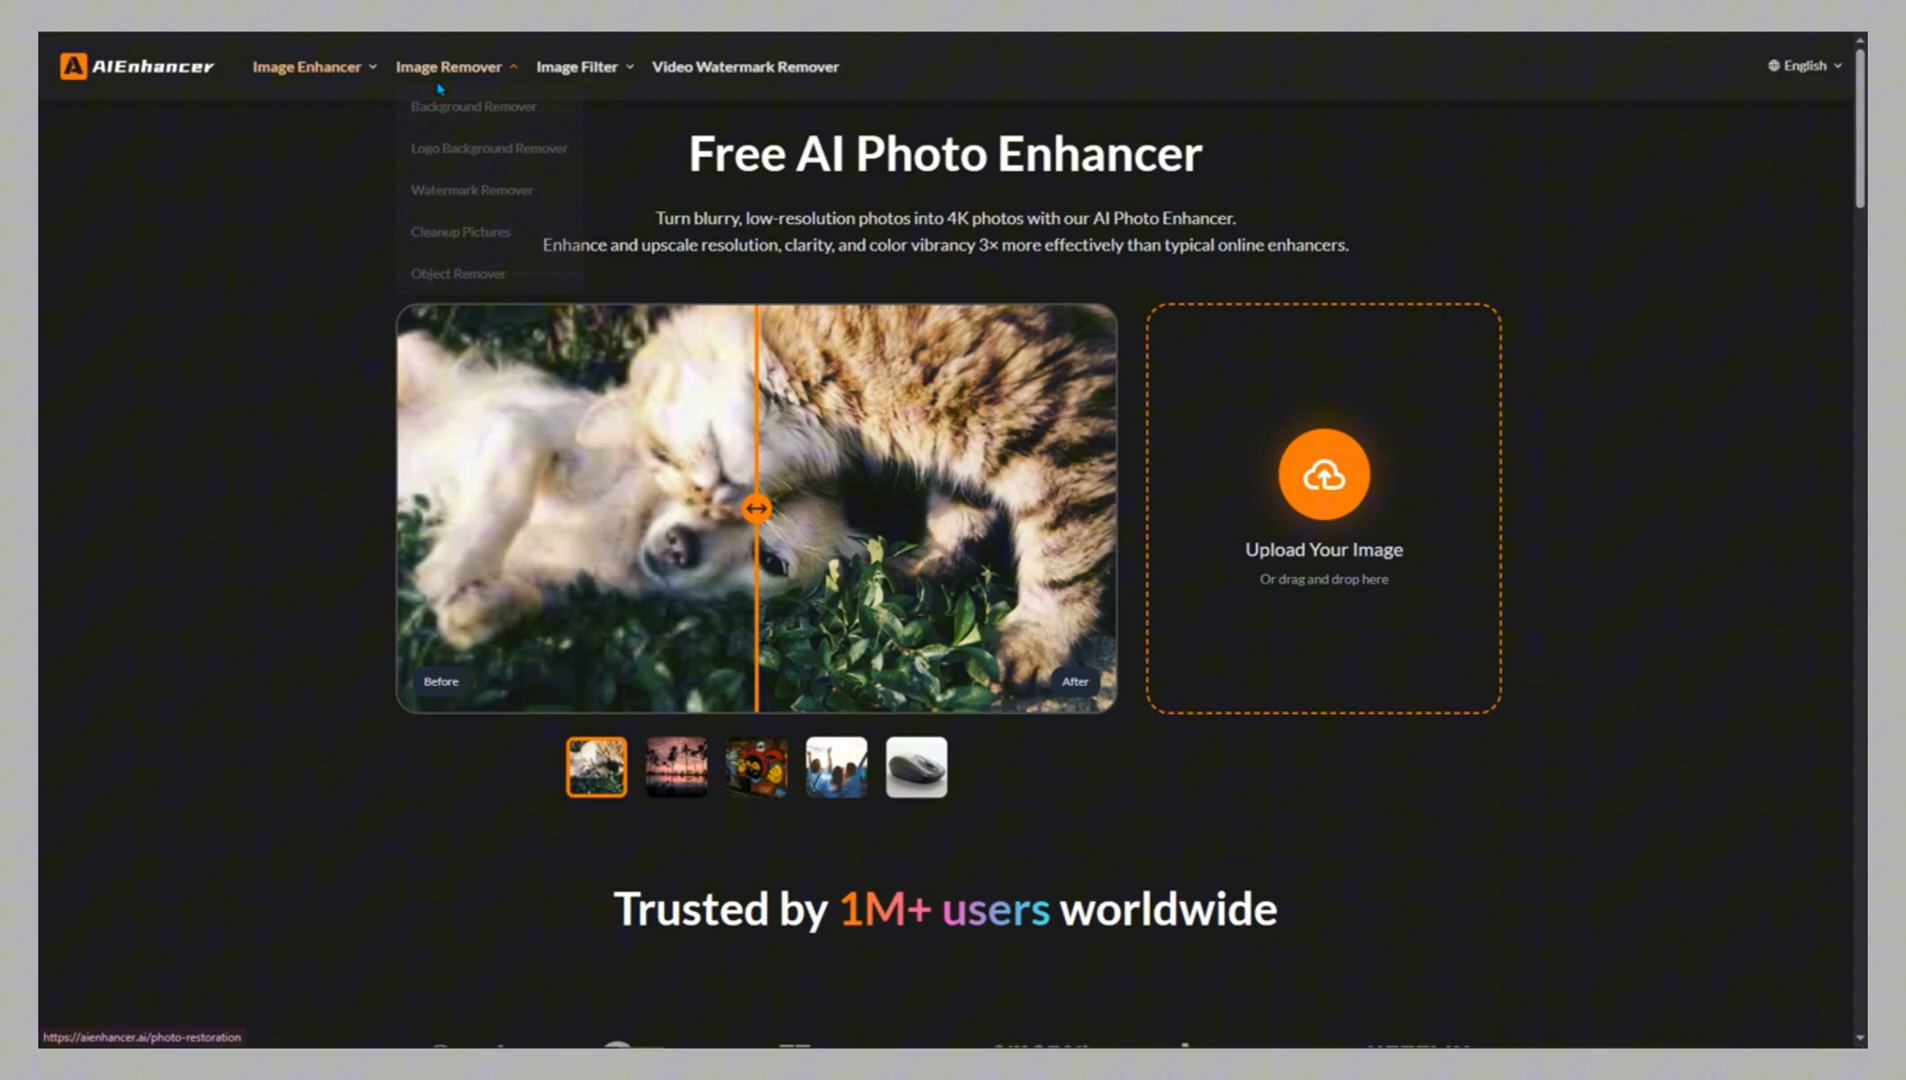 AIEnhancer
Image Enhancer
Image Remover
Image Filter
Video Watermark Remover
English
Background Remover
Logo Background Remover
Watermark Remover
Cleanup Pictures
Object Remover
Free AI Photo Enhancer
Turn blurry, low-resolution photos into 4K photos with our AI Photo Enhancer.
Enhance and upscale resolution, clarity, and color vibrancy 3× more effectively than typical online enhancers.
Upload Your Image
Or drag and drop here
Before
After
Trusted by 1M+ users worldwide
https://aienhancer.ai/photo-restoration